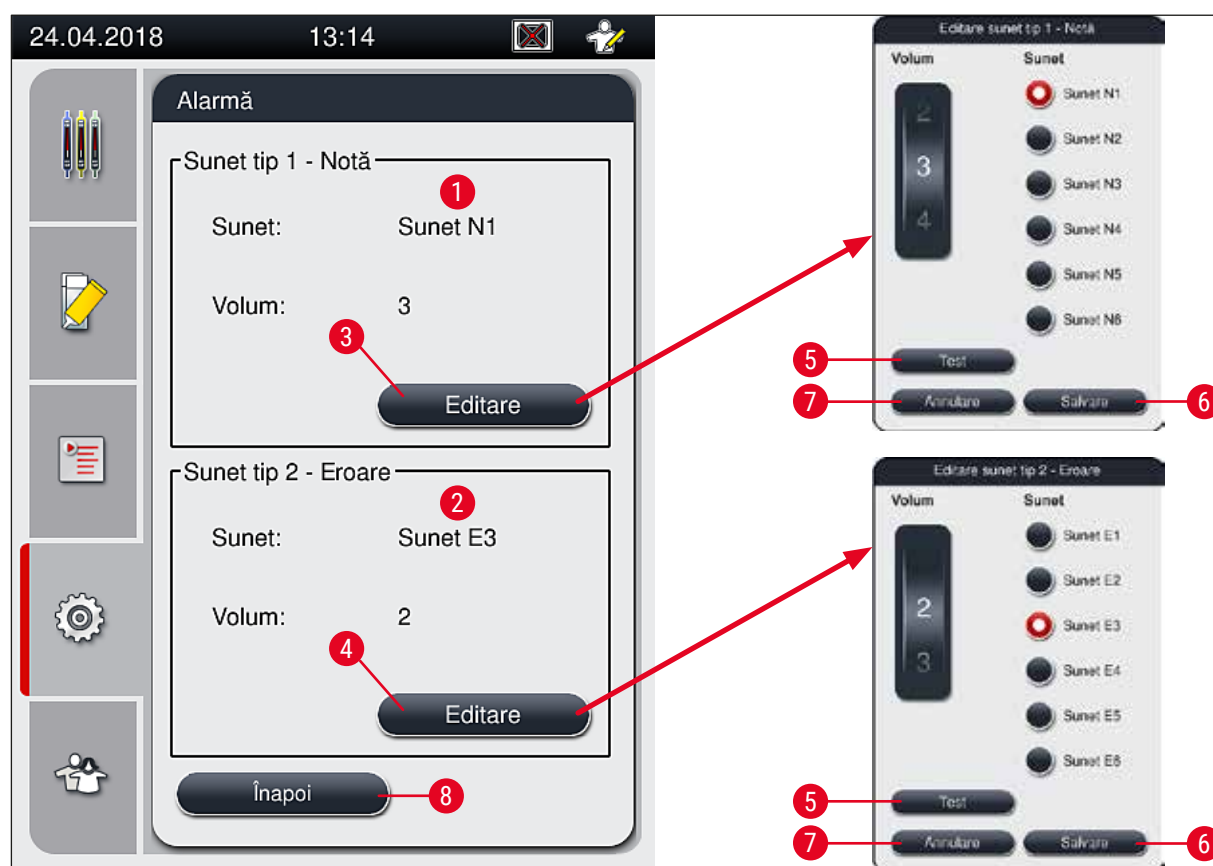 24.04.2018 13:14
Alarmă
Sunet tip 1 - Notă
1
Sunet: Sunet N1
Volum: 3
3
Editare
Sunet tip 2 - Eroare
2
Sunet: Sunet E3
Volum: 2
4
Editare
Înapoi 8
Editare sunet tip 1 - Notă
Volum Sunet
2
3
4
Sunet N1
Sunet N2
Sunet N3
Sunet N4
Sunet N5
Sunet N6
5 Test
7 Annulare Salvare 6
Editare sunet tip 2 - Eroare
Volum Sunet
2
3
Sunet E1
Sunet E2
Sunet E3
Sunet E4
Sunet E5
Sunet E6
5 Test
7 Annulare Salvare 6